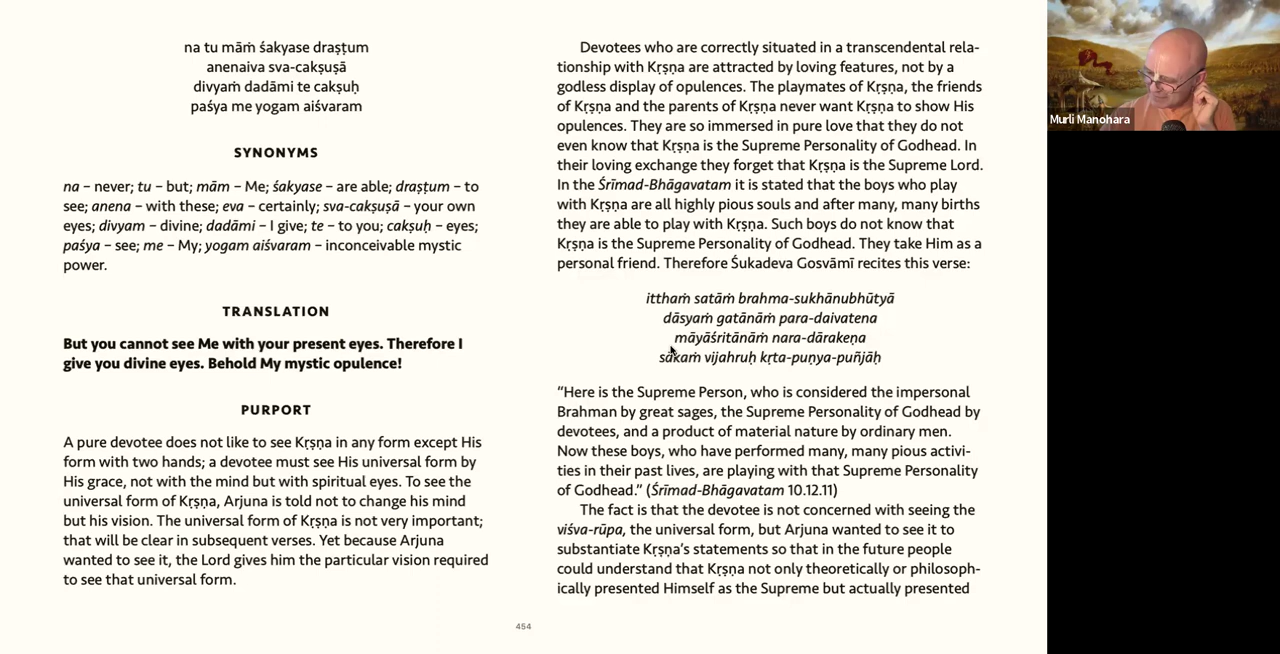 na tu māṁ śakyase draṣṭum
anenaiva sva-cakṣuṣā
divyaṁ dadāmi te cakṣuḥ
paśya me yogam aiśvaram
SYNONYMS
na – never; tu – but; mām – Me; śakyase – are able; draṣṭum – to
see; anena – with these; eva – certainly; sva-cakṣuṣā – your own
eyes; divyam – divine; dadāmi – I give; te – to you; cakṣuḥ – eyes;
paśya – see; me – My; yogam aiśvaram – inconceivable mystic
power.
TRANSLATION
But you cannot see Me with your present eyes. Therefore I
give you divine eyes. Behold My mystic opulence!
PURPORT
A pure devotee does not like to see Kṛṣṇa in any form except His
form with two hands; a devotee must see His universal form by
His grace, not with the mind but with spiritual eyes. To see the
universal form of Kṛṣṇa, Arjuna is told not to change his mind
but his vision. The universal form of Kṛṣṇa is not very important;
that will be clear in subsequent verses. Yet because Arjuna
wanted to see it, the Lord gives him the particular vision required
to see that universal form.
Devotees who are correctly situated in a transcendental rela-
tionship with Kṛṣṇa are attracted by loving features, not by a
godless display of opulences. The playmates of Kṛṣṇa, the friends
of Kṛṣṇa and the parents of Kṛṣṇa never want Kṛṣṇa to show His
opulences. They are so immersed in pure love that they do not
even know that Kṛṣṇa is the Supreme Personality of Godhead. In
their loving exchange they forget that Kṛṣṇa is the Supreme Lord.
In the Śrīmad-Bhāgavatam it is stated that the boys who play
with Kṛṣṇa are all highly pious souls and after many, many births
they are able to play with Kṛṣṇa. Such boys do not know that
Kṛṣṇa is the Supreme Personality of Godhead. They take Him as a
personal friend. Therefore Śukadeva Gosvāmī recites this verse:
itthaṁ satāṁ brahma-sukhānubhūtyā
dāsyaṁ gatānāṁ para-daivatena
māyāśritānāṁ nara-dārakeṇa
sākaṁ vijahruḥ kṛta-puṇya-puñjāḥ
“Here is the Supreme Person, who is considered the impersonal
Brahman by great sages, the Supreme Personality of Godhead by
devotees, and a product of material nature by ordinary men.
Now these boys, who have performed many, many pious activi-
ties in their past lives, are playing with that Supreme Personality
of Godhead.” (Śrīmad-Bhāgavatam 10.12.11)
The fact is that the devotee is not concerned with seeing the
viśva-rūpa, the universal form, but Arjuna wanted to see it to
substantiate Kṛṣṇa’s statements so that in the future people
could understand that Kṛṣṇa not only theoretically or philosoph-
ically presented Himself as the Supreme but actually presented
454
Murli Manohara